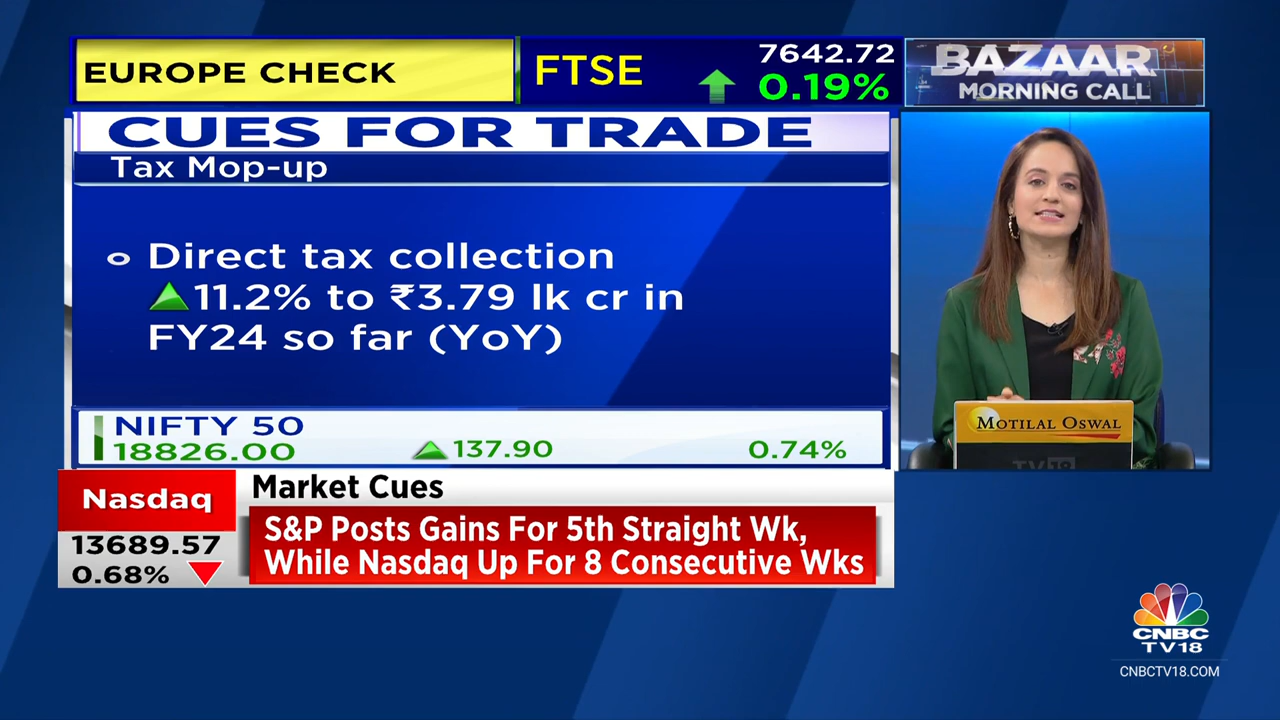 EUROPE CHECK
FTSE
7642.72
0.19%
BAZAAR
MORNING CALL
CUES FOR TRADE
Tax Mop-up
Direct tax collection
11.2% to ₹3.79 lk cr in
FY24 so far (YoY)
NIFTY 50
18826.00
137.90
0.74%
MOTILAL OSWAL
TV18
Nasdaq
13689.57
0.68%
Market Cues
S&P Posts Gains For 5th Straight Wk,
While Nasdaq Up For 8 Consecutive Wks
CNBC
TV18
CNBCTV18.COM